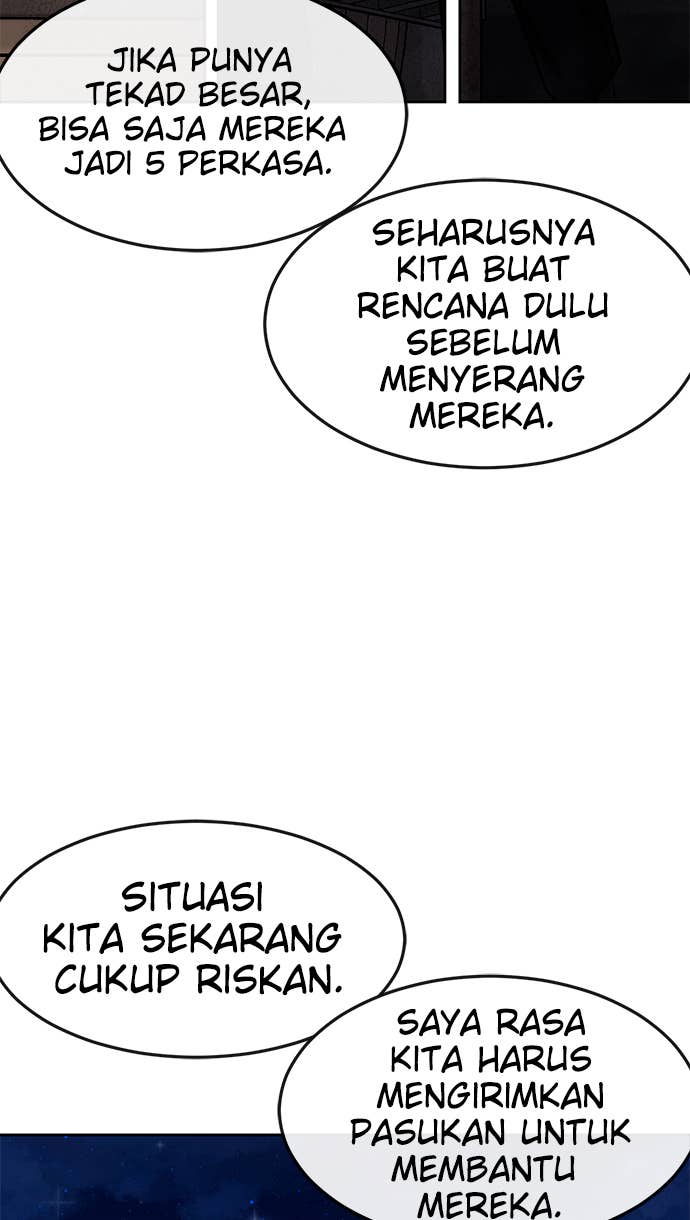 JIKA PUNYA
TEKAD BESAR,
BISA SAJA MEREKA
JADI 5 PERKASA.
SEHARUSNYA
KITA BUAT
RENCANA DULU
SEBELUM
MENYERANG
MEREKA.
SITUASI
KITA SEKARANG
CUKUP RISKAN.
SAYA RASA
KITA HARUS
MENGIRIMKAN
PASUKAN UNTUK
MEMBANTU
MEREKA.